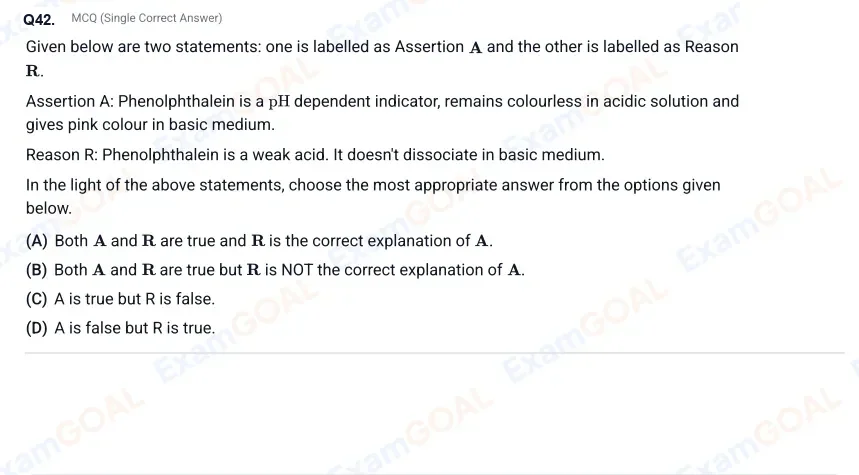 Q42. MCQ (Single Correct Answer)
Given below are two statements: one is labelled as Assertion A and the other is labelled as Reason
R.
Assertion A: Phenolphthalein is a pH dependent indicator, remains colourless in acidic solution and
gives pink colour in basic medium.
Reason R: Phenolphthalein is a weak acid. It doesn't dissociate in basic medium.
In the light of the above statements, choose the most appropriate answer from the options given
below.
(A) Both A and R are true and R is the correct explanation of A.
(B) Both A and R are true but R is NOT the correct explanation of A.
(C) A is true but R is false.
(D) A is false but R is true.
ExamGOAL
ExamGOAL
ExamGOAL
ExamGOAL
ExamGOAL